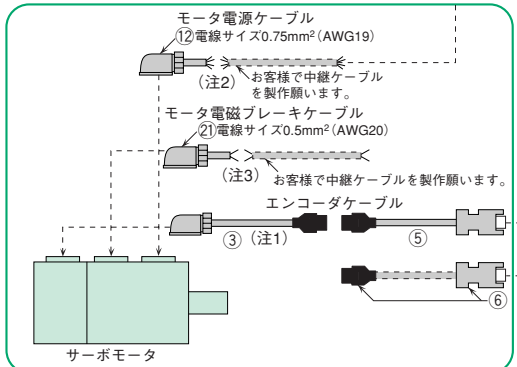 モータ電源ケーブル
⑫電線サイズ0.75mm²(AWG19)
(注2)
お客様で中継ケーブル
を製作願います。
モータ電磁ブレーキケーブル
㉑電線サイズ0.5mm²(AWG20)
(注3)
お客様で中継ケーブルを製作願います。
エンコーダケーブル
③ (注1)
⑤
⑥
サーボモータ